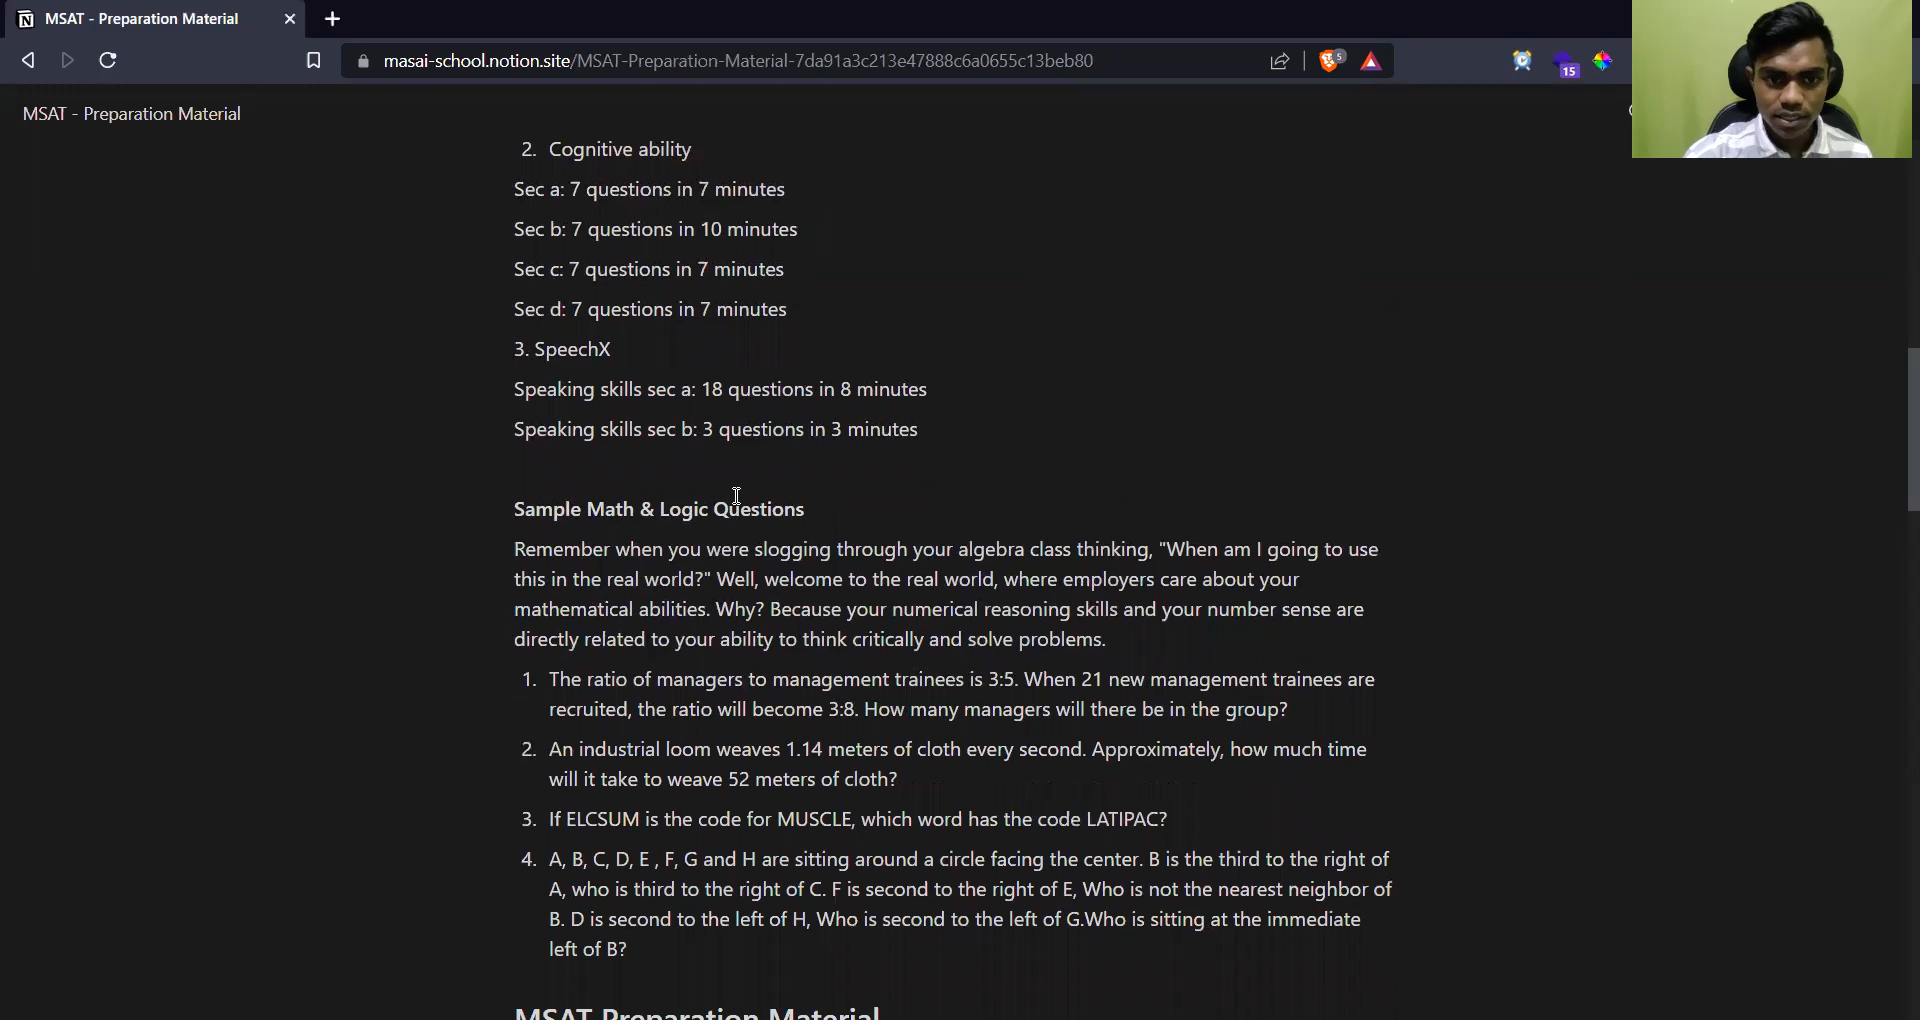 MSAT - Preparation Material
masai-school.notion.site/MSAT-Preparation-Material-7da91a3c213e47888c6a0655c13beb80
5
15
MSAT - Preparation Material
2. Cognitive ability
Sec a: 7 questions in 7 minutes
Sec b: 7 questions in 10 minutes
Sec c: 7 questions in 7 minutes
Sec d: 7 questions in 7 minutes
3. SpeechX
Speaking skills sec a: 18 questions in 8 minutes
Speaking skills sec b: 3 questions in 3 minutes
Sample Math & Logic Questions
Remember when you were slogging through your algebra class thinking, "When am I going to use
this in the real world?" Well, welcome to the real world, where employers care about your
mathematical abilities. Why? Because your numerical reasoning skills and your number sense are
directly related to your ability to think critically and solve problems.
1. The ratio of managers to management trainees is 3:5. When 21 new management trainees are
recruited, the ratio will become 3:8. How many managers will there be in the group?
2. An industrial loom weaves 1.14 meters of cloth every second. Approximately, how much time
will it take to weave 52 meters of cloth?
3. If ELCSUM is the code for MUSCLE, which word has the code LATIPAC?
4. A, B, C, D, E , F, G and H are sitting around a circle facing the center. B is the third to the right of
A, who is third to the right of C. F is second to the right of E, Who is not the nearest neighbor of
B. D is second to the left of H, Who is second to the left of G.Who is sitting at the immediate
left of B?
MSAT Preparation Material